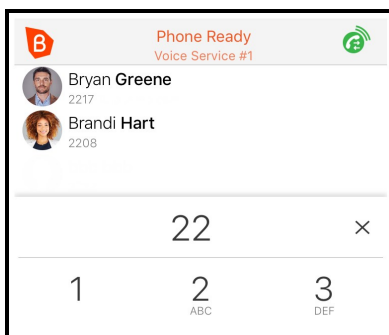 B
Phone Ready
Voice Service #1
Bryan Greene
2217
Brandi Hart
2208
22 ×
1 2 3
ABC DEF